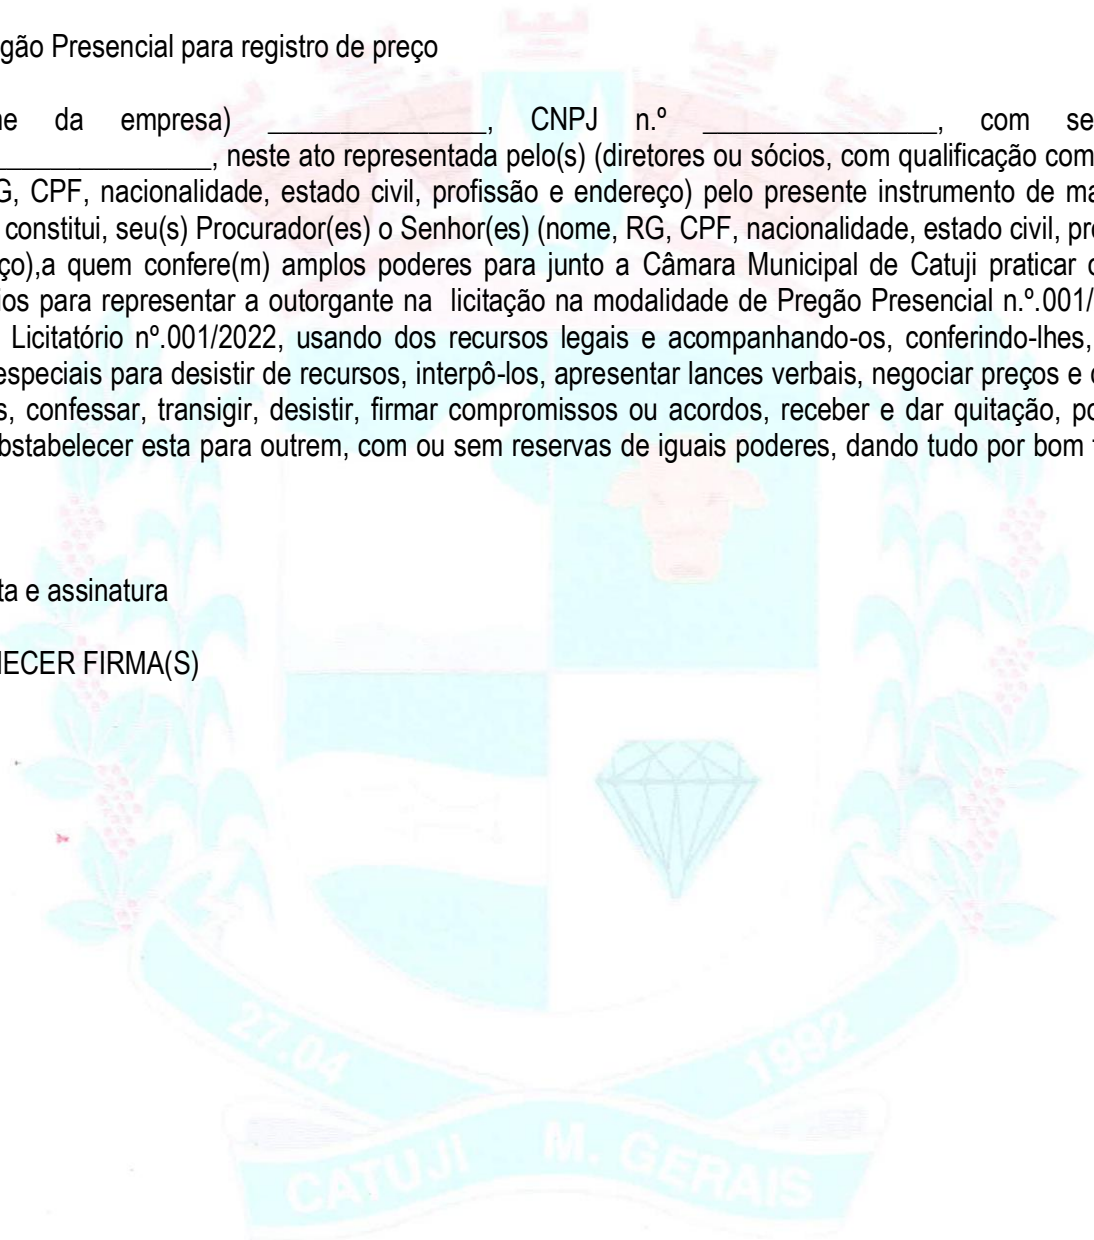 gão Presencial para registro de preço
e da empresa) _______________, CNPJ n.º ________________, com se
_______________, neste ato representada pelo(s) (diretores ou sócios, com qualificação com
G, CPF, nacionalidade, estado civil, profissão e endereço) pelo presente instrumento de ma
constitui, seu(s) Procurador(es) o Senhor(es) (nome, RG, CPF, nacionalidade, estado civil, pro
ço),a quem confere(m) amplos poderes para junto a Câmara Municipal de Catuji praticar o
ios para representar a outorgante na licitação na modalidade de Pregão Presencial n.º.001/
Licitatório nº.001/2022, usando dos recursos legais e acompanhando-os, conferindo-lhes,
especiais para desistir de recursos, interpô-los, apresentar lances verbais, negociar preços e
s, confessar, transigir, desistir, firmar compromissos ou acordos, receber e dar quitação, po
bstabelecer esta para outrem, com ou sem reservas de iguais poderes, dando tudo por bom
ta e assinatura
HECER FIRMA(S)
27.04 1992
CATUJI M. GERAIS